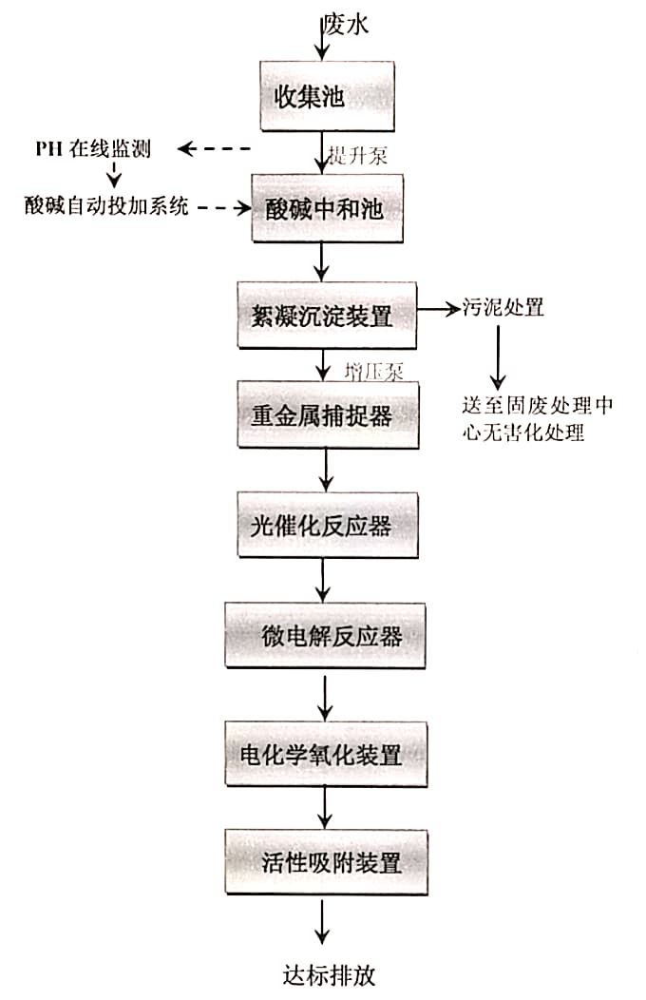 废水
收集池
PH 在线监测
提升泵
酸碱自动投加系统
酸碱中和池
絮凝沉淀装置
污泥处置
增压泵
重金属捕捉器
送至固废处理中
心无害化处理
光催化反应器
微电解反应器
电化学氧化装置
活性吸附装置
达标排放